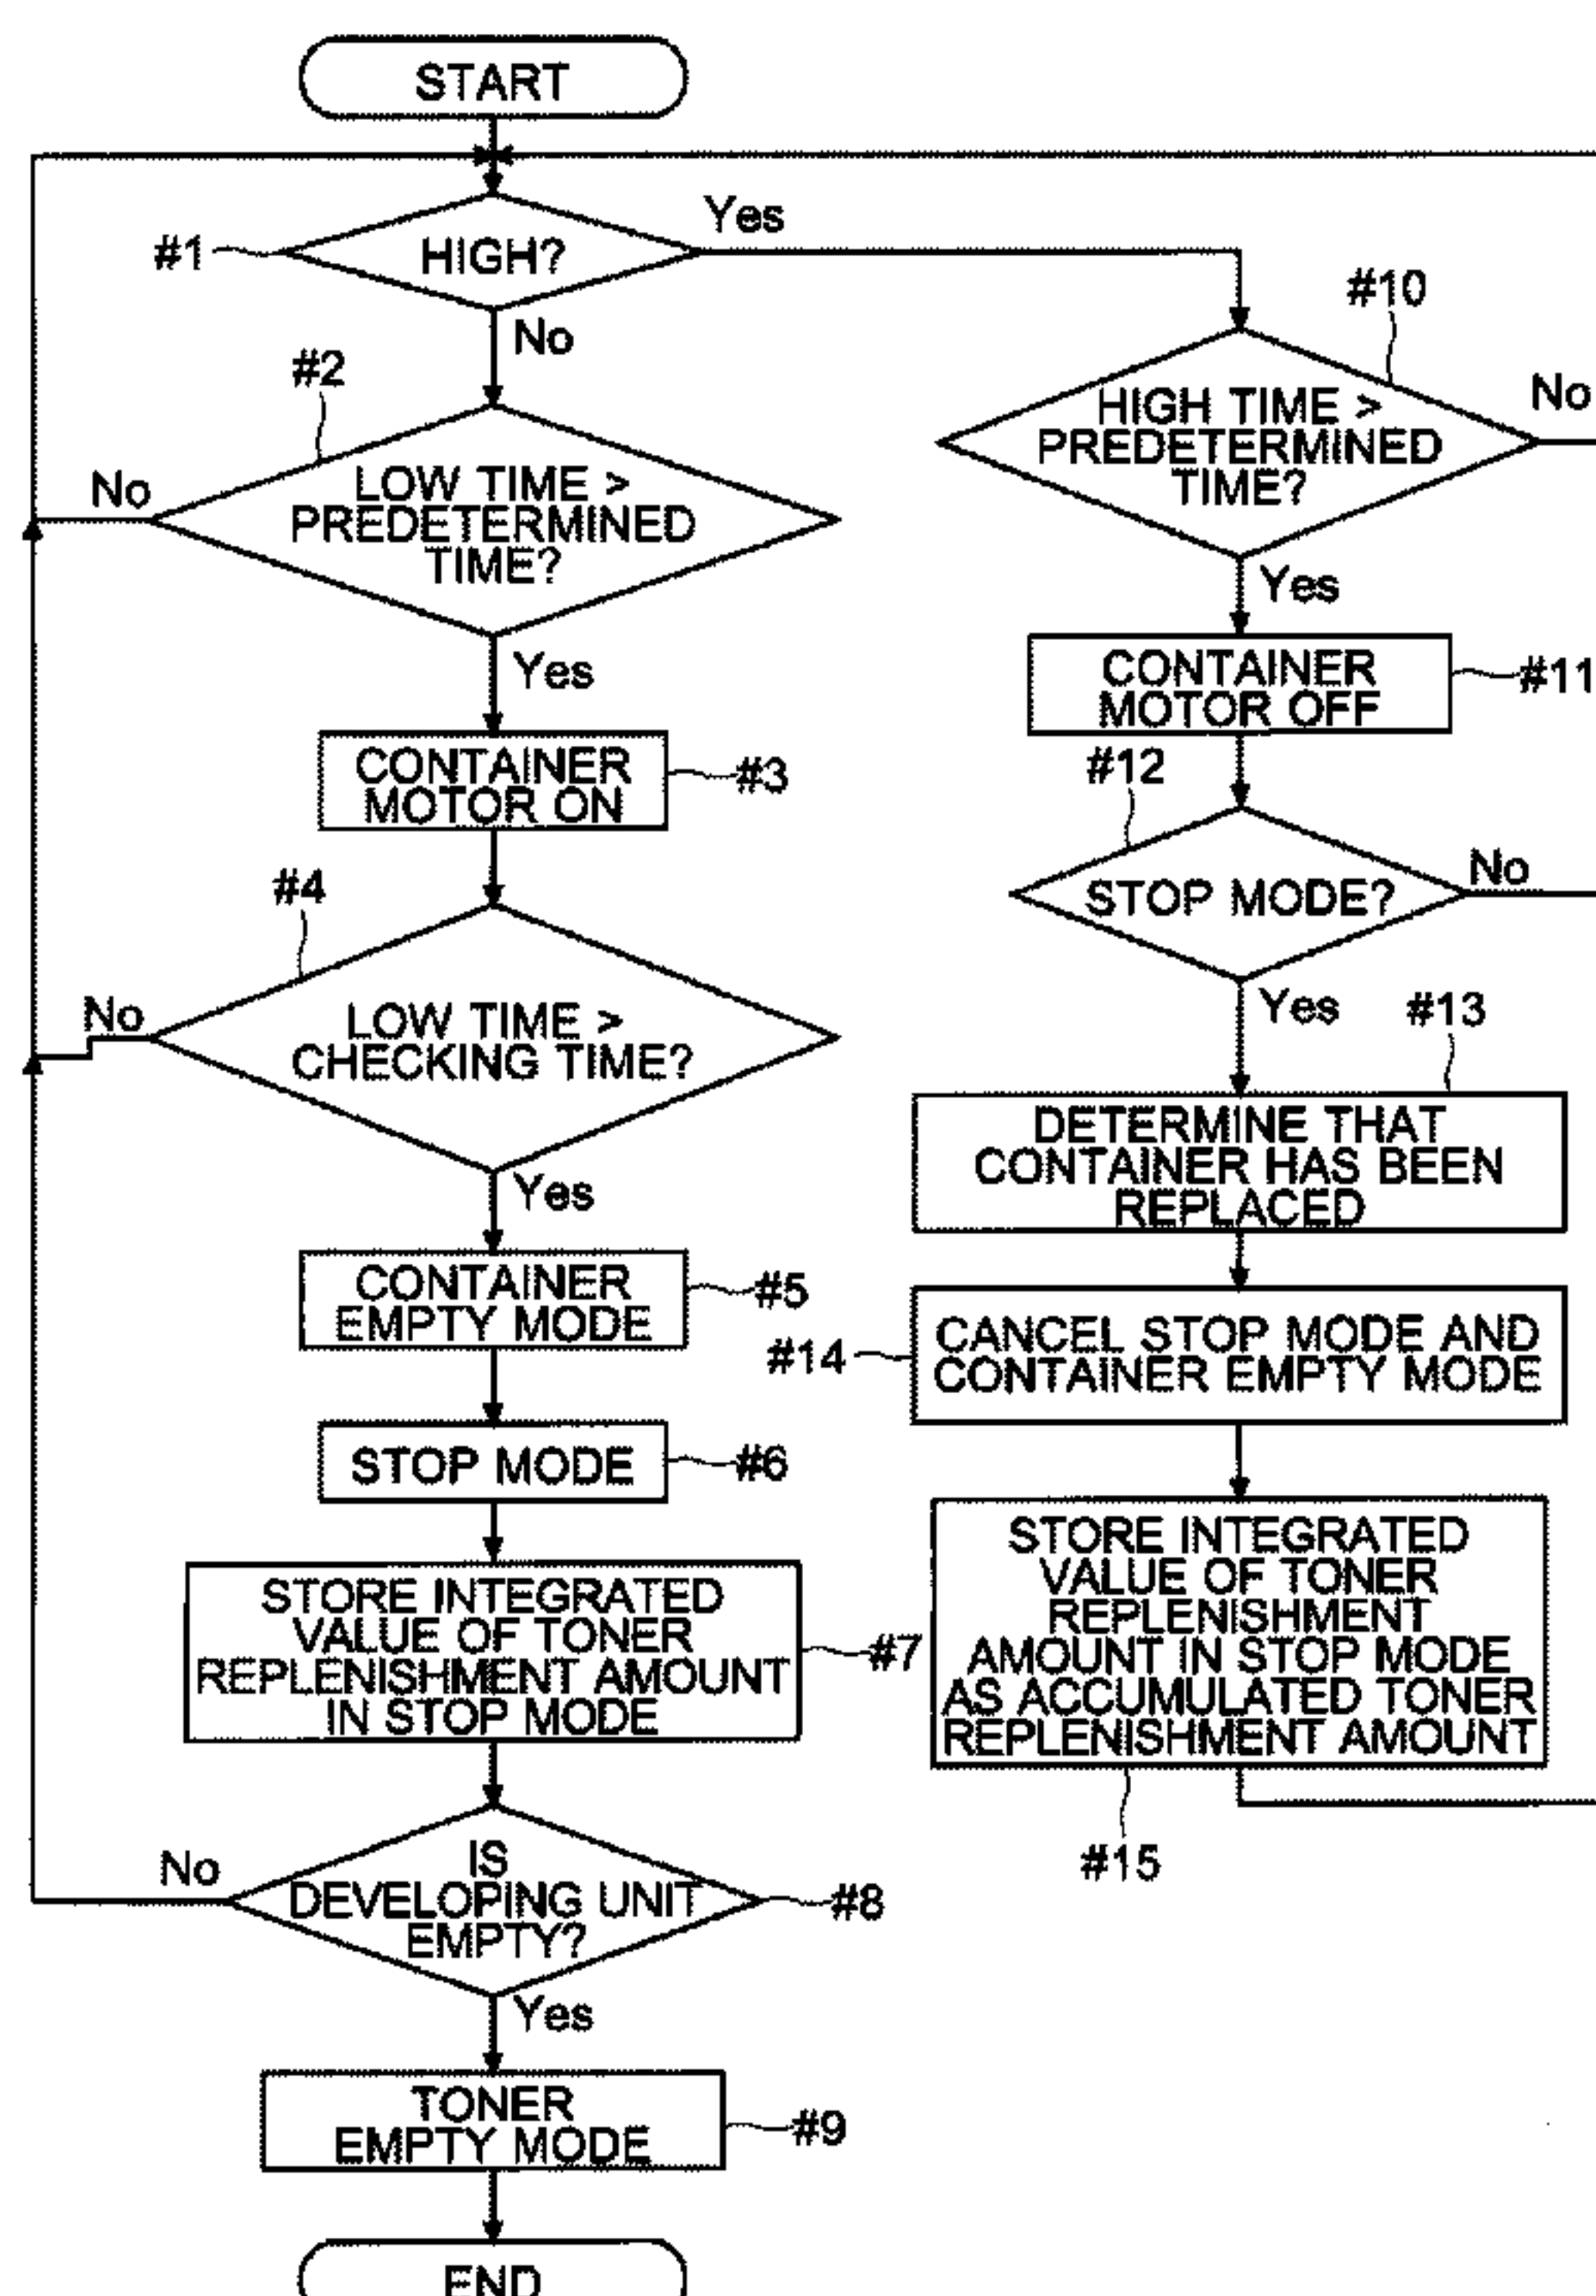 START
#1
HIGH?
Yes
No
#2
No
LOW TIME >
PREDETERMINED
TIME?
Yes
CONTAINER
MOTOR ON
#3
#4
No
LOW TIME >
CHECKING TIME?
Yes
CONTAINER
EMPTY MODE
#5
STOP MODE
#6
STORE INTEGRATED
VALUE OF TONER
REPLENISHMENT AMOUNT
IN STOP MODE
#7
No
IS
DEVELOPING UNIT
EMPTY?
#8
Yes
TONER
EMPTY MODE
#9
END
#10
HIGH TIME >
PREDETERMINED
TIME?
No
Yes
CONTAINER
MOTOR OFF
#11
#12
STOP MODE?
No
Yes
#13
DETERMINE THAT
CONTAINER HAS BEEN
REPLACED
#14
CANCEL STOP MODE AND
CONTAINER EMPTY MODE
STORE INTEGRATED
VALUE OF TONER
REPLENISHMENT
AMOUNT IN STOP MODE
AS ACCUMULATED TONER
REPLENISHMENT AMOUNT
#15